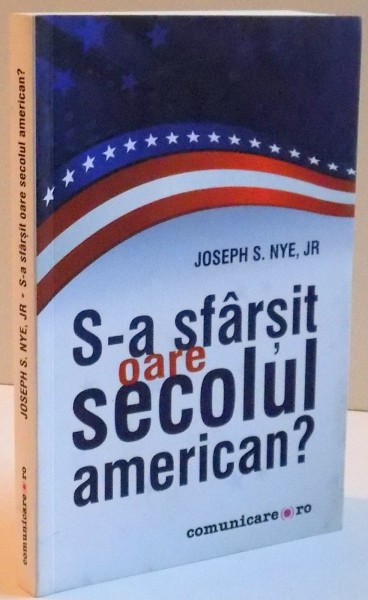 JOSEPH S. NYE, JR - S-a sfârșit oare secolul american?
comunicare.ro
JOSEPH S. NYE, JR
S-a sfârșit
oare
secolul
american?
comunicare.ro